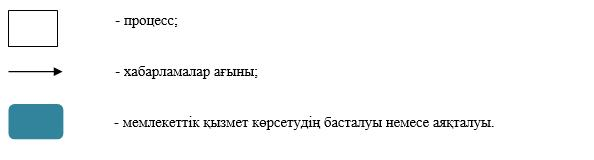 - процесс;
- хабарламалар ағыны;
- мемлекеттік қызмет көрсетудің басталуы немесе аяқталуы.